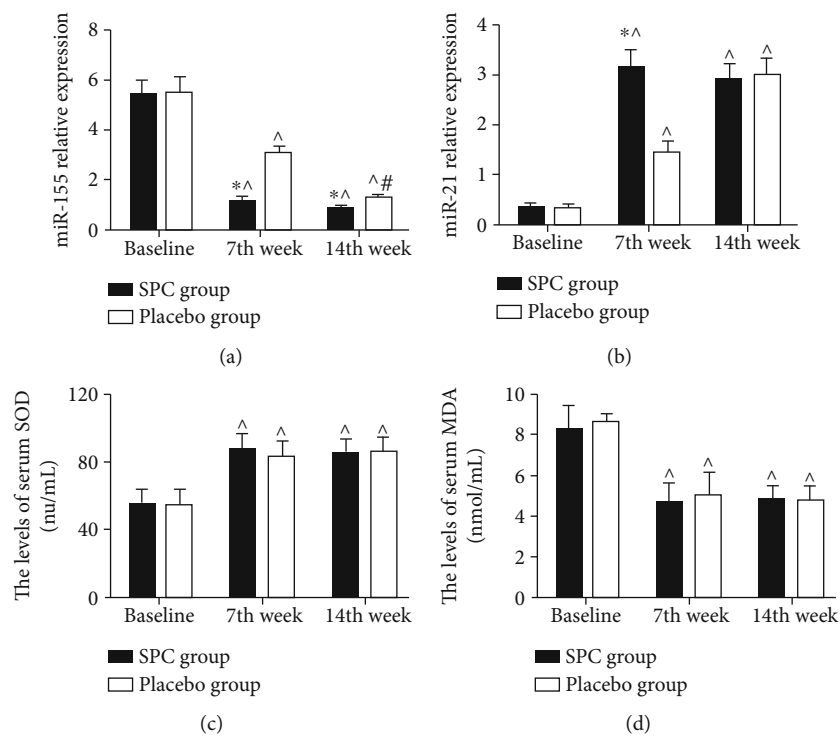 miR-155 relative expression
8
6
4
2
0
*^
^
*^
^#
Baseline
7th week
14th week
SPC group
Placebo group
(a)
miR-21 relative expression
4
3
2
1
0
*^
^
^
^
Baseline
7th week
14th week
SPC group
Placebo group
(b)
The levels of serum SOD
(nu/mL)
120
80
40
0
^
^
^
^
Baseline
7th week
14th week
SPC group
Placebo group
(c)
The levels of serum MDA
(nmol/mL)
10
8
6
4
2
0
^
^
^
^
Baseline
7th week
14th week
SPC group
Placebo group
(d)